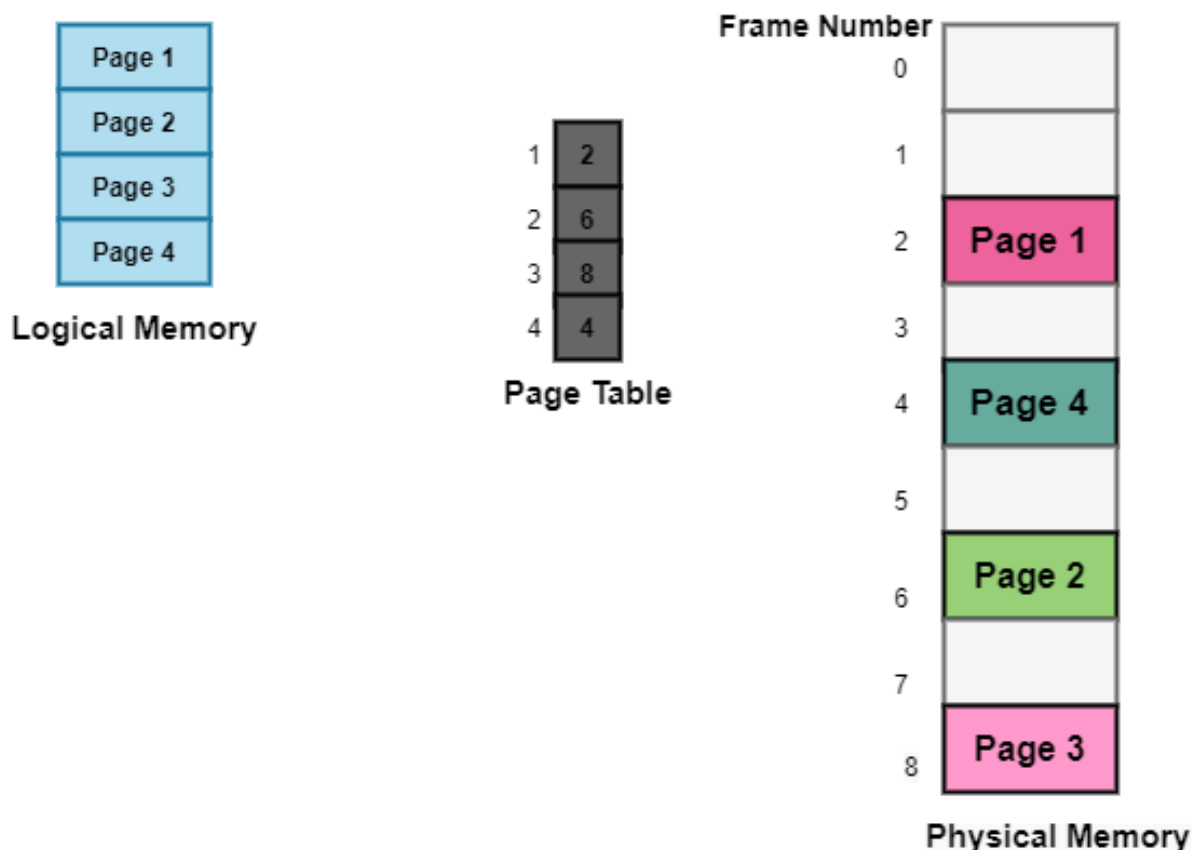 Page 1
Page 2
Page 3
Page 4
Logical Memory
1 2
2 6
3 8
4 4
Page Table
Frame Number
0
1
2 Page 1
3
4 Page 4
5
6 Page 2
7
8 Page 3
Physical Memory